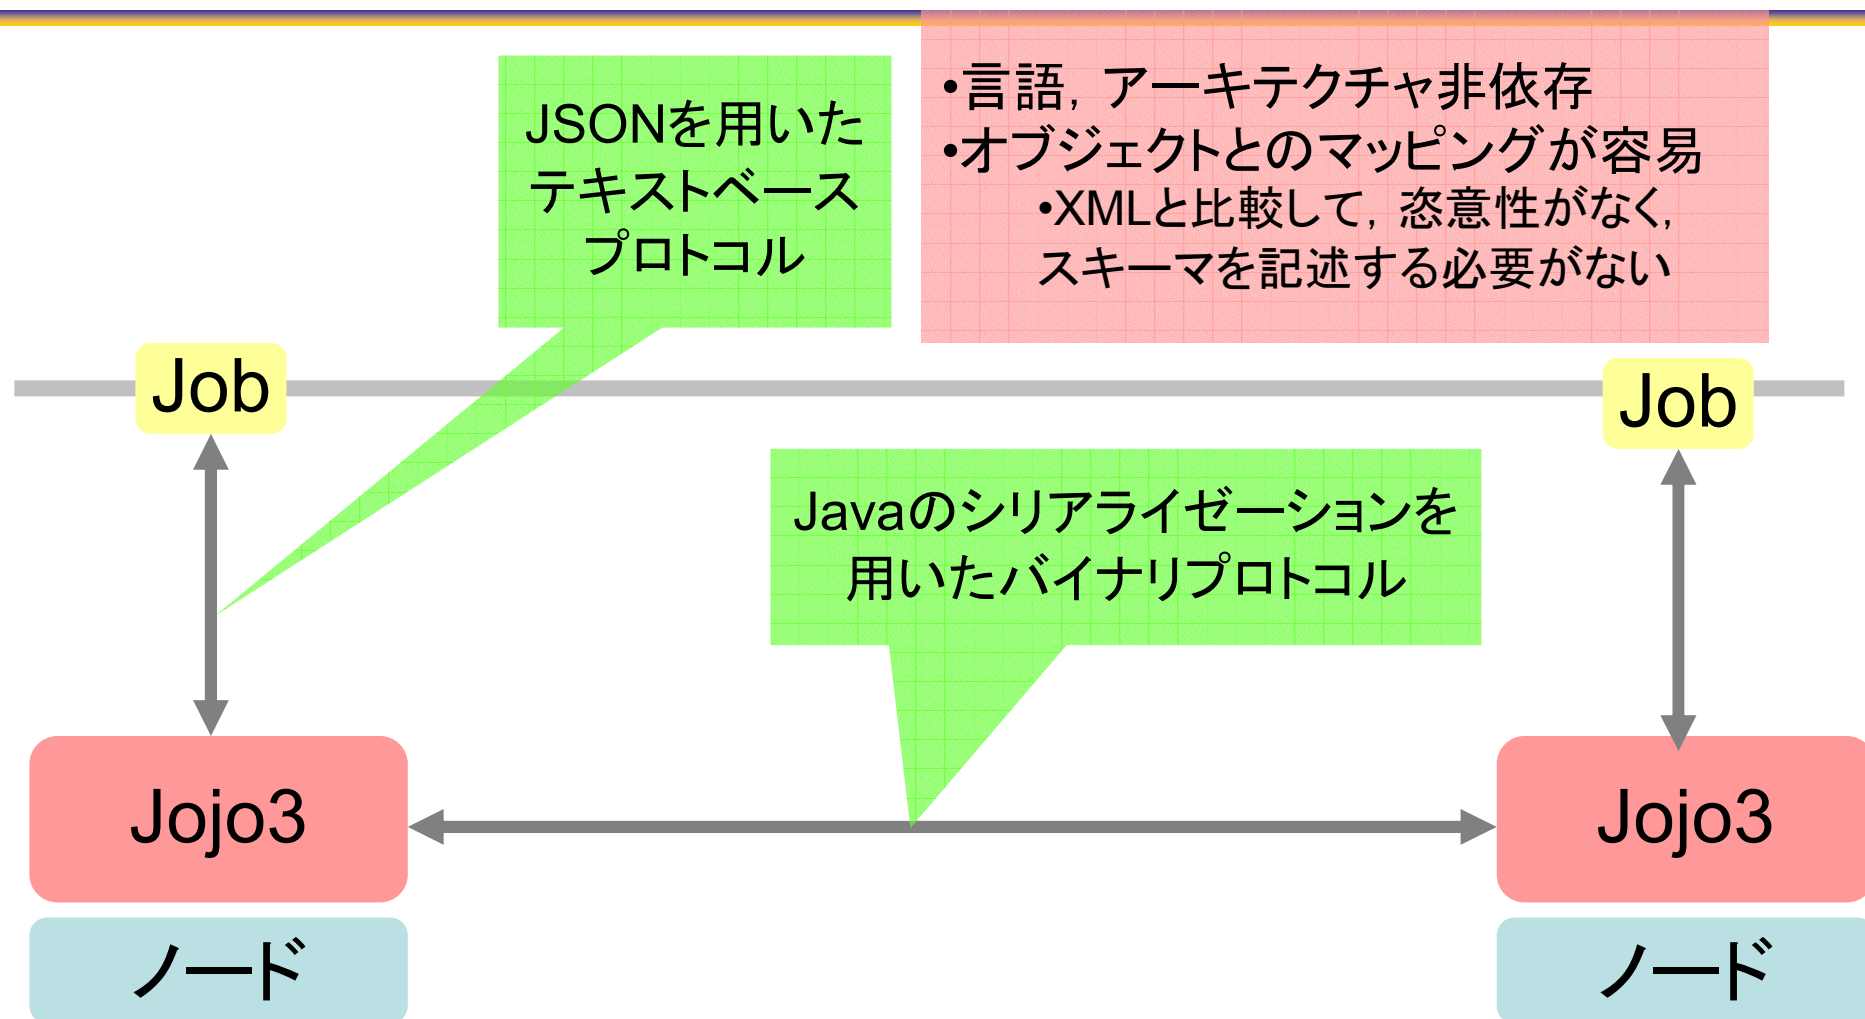 JSONを用いた
テキストベース
プロトコル
•言語，アーキテクチャ非依存
•オブジェクトとのマッピングが容易
•XMLと比較して，恣意性がなく，
スキーマを記述する必要がない
Job
Job
Javaのシリアライゼーションを
用いたバイナリプロトコル
Jojo3
Jojo3
ノード
ノード